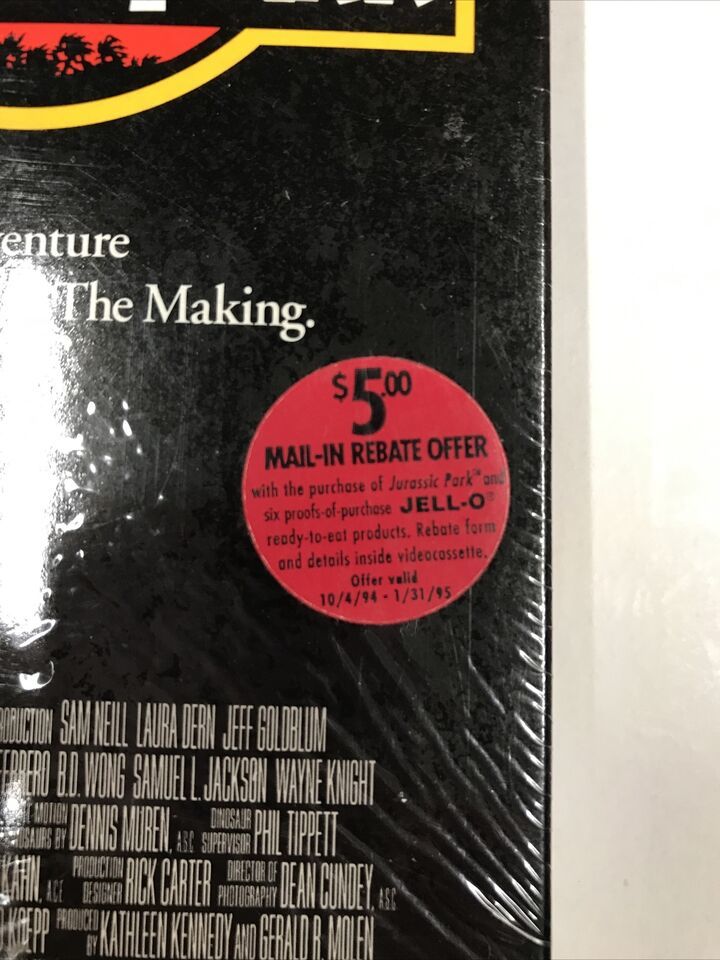 The Making.
$5.00
MAIL-IN REBATE OFFER
with the purchase of Jurassic Park™ and
six proofs-of-purchase JELL-O®
ready-to-eat products. Rebate form
and details inside videocassette.
Offer valid
10/4/94 - 1/31/95
SAM NEILL LAURA DERN JEFF GOLDBLUM
B.D. WONG SAMUEL L. JACKSON WAYNE KNIGHT
BY DENNIS MUREN, A.S.C. DINOSAUR SUPERVISOR PHIL TIPPETT
A.C.E. PRODUCTION DESIGNER RICK CARTER DIRECTOR OF PHOTOGRAPHY DEAN CUNDEY, A.S.C.
PRODUCED BY KATHLEEN KENNEDY AND GERALD R. MOLEN